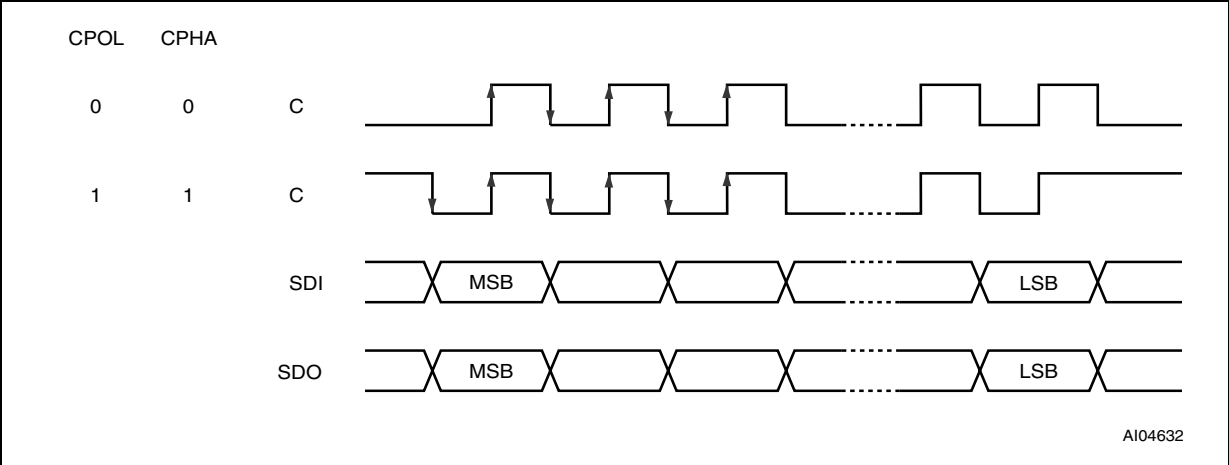 CPOL CPHA
0 0 C
1 1 C
SDI MSB LSB
SDO MSB LSB
AI04632